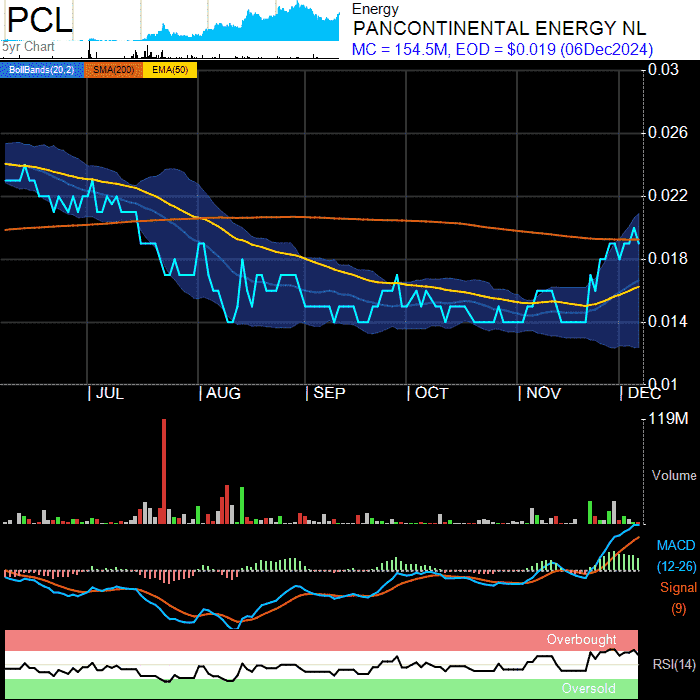 PCL
5yr Chart
Energy
PANCONTINENTAL ENERGY NL
MC = 154.5M, EOD = $0.019 (06Dec2024)
BollBands(20,2) SMA(200) EMA(50)
0.03
0.026
0.022
0.018
0.014
0.01
JUL AUG SEP OCT NOV DEC
119M
Volume
MACD
(12-26)
Signal
(9)
Overbought
RSI(14)
Oversold